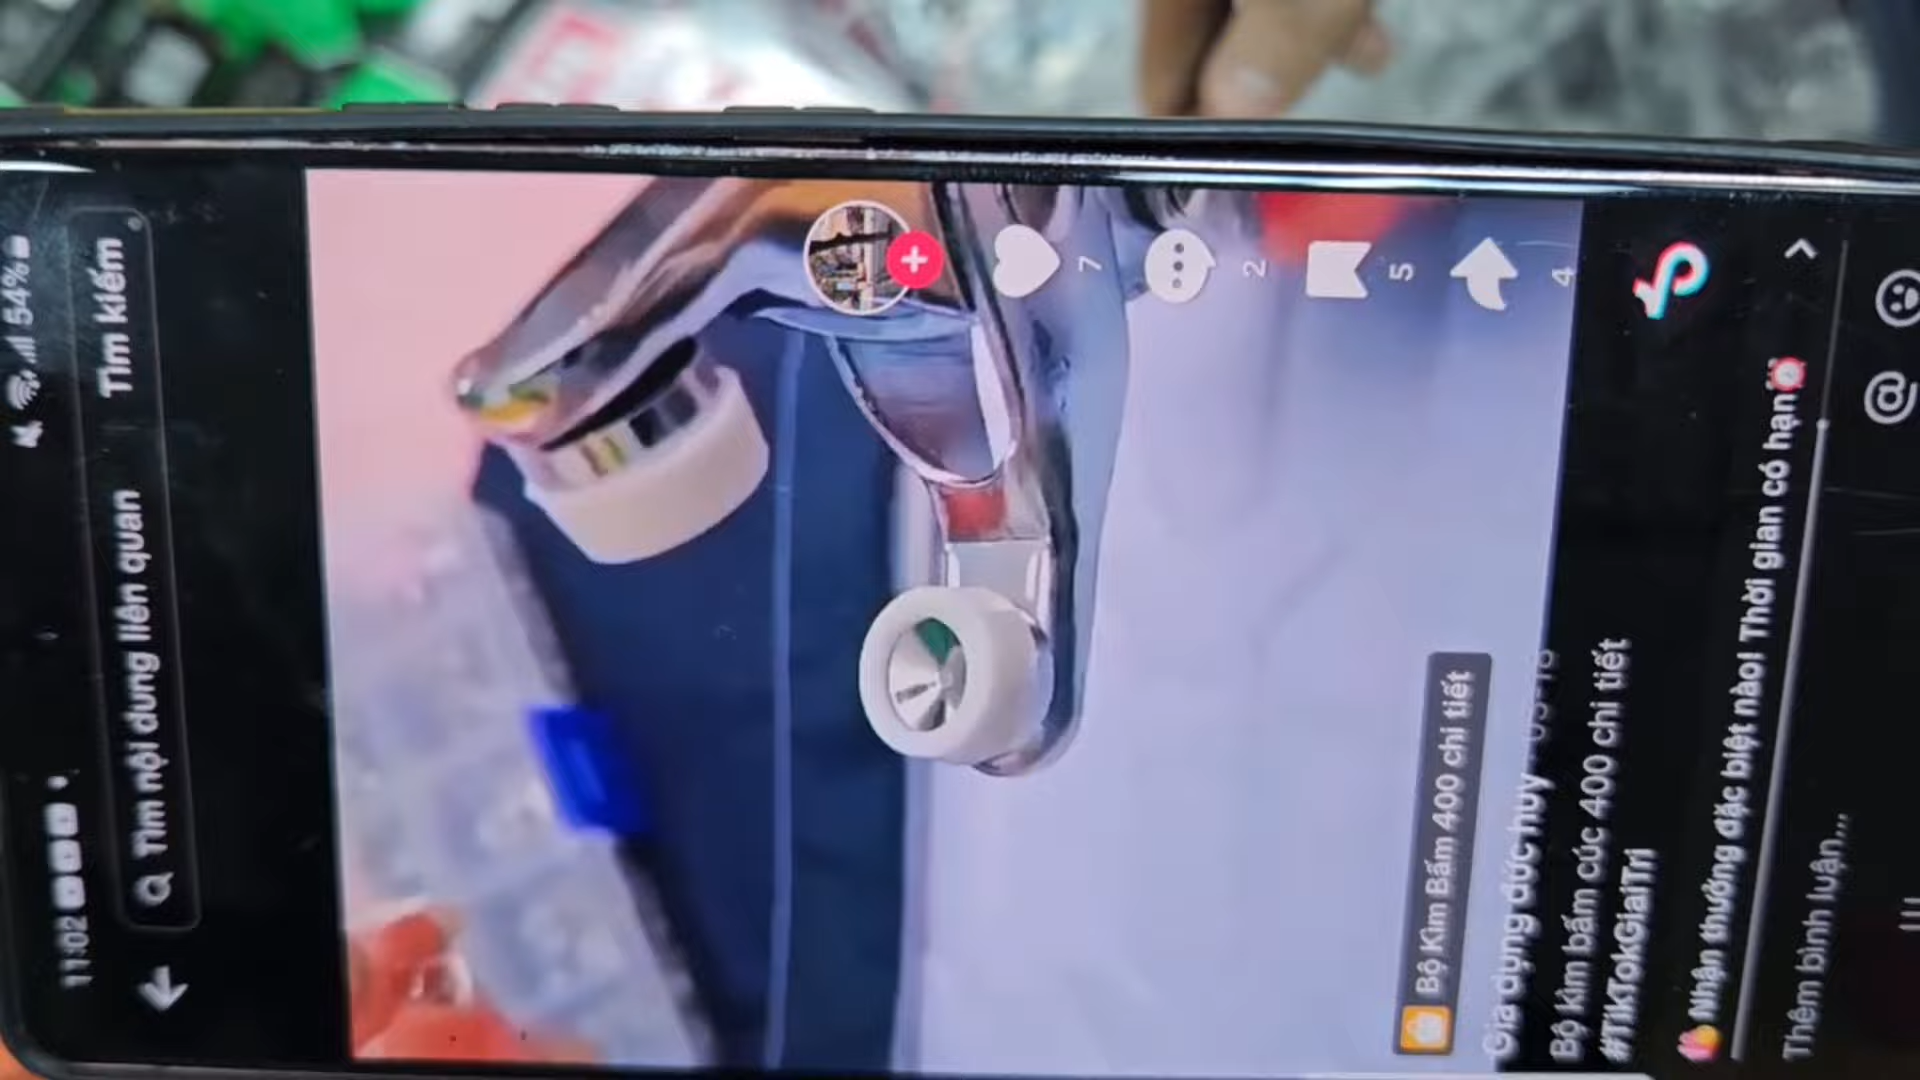 11:02
54%
Tìm nội dung liên quan
Tìm kiếm
7
2
5
4
Bộ Kìm Bấm 400 chi tiết
Gia dụng đức huy
Bộ kìm bấm cúc 400 chi tiết
#TikTokGiaiTri
Nhận thưởng đặc biệt nào! Thời gian có hạn
Thêm bình luận...
@